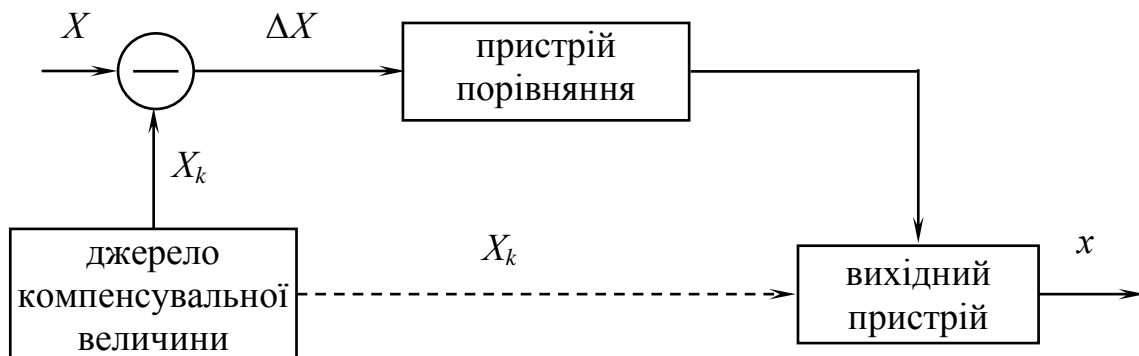 X
ΔX
пристрій
порівняння
X_k
джерело
компенсувальної
величини
X_k
вихідний
пристрій
x